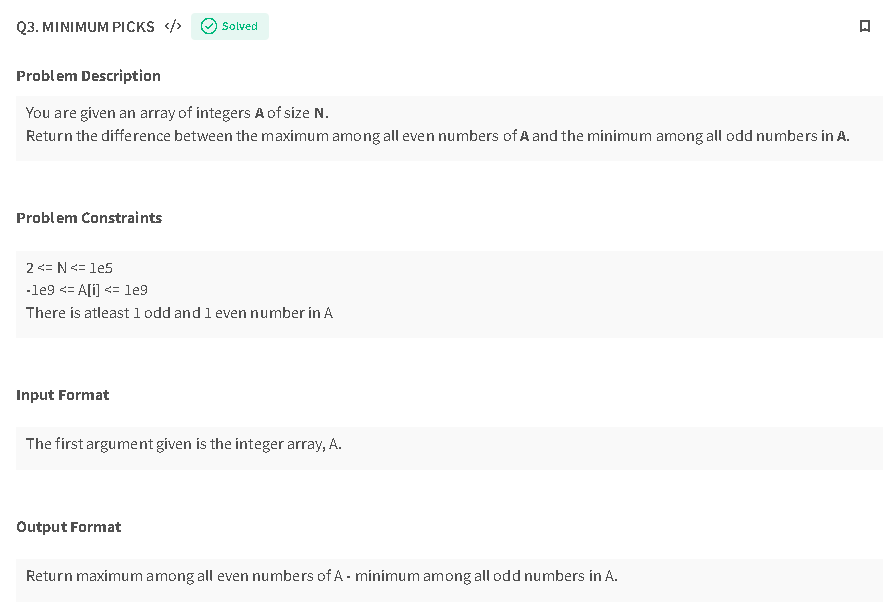 Q3. MINIMUM PICKS </> Solved
Problem Description
You are given an array of integers A of size N.
Return the difference between the maximum among all even numbers of A and the minimum among all odd numbers in A.
Problem Constraints
2 <= N <= 1e5
-1e9 <= A[i] <= 1e9
There is atleast 1 odd and 1 even number in A
Input Format
The first argument given is the integer array, A.
Output Format
Return maximum among all even numbers of A - minimum among all odd numbers in A.